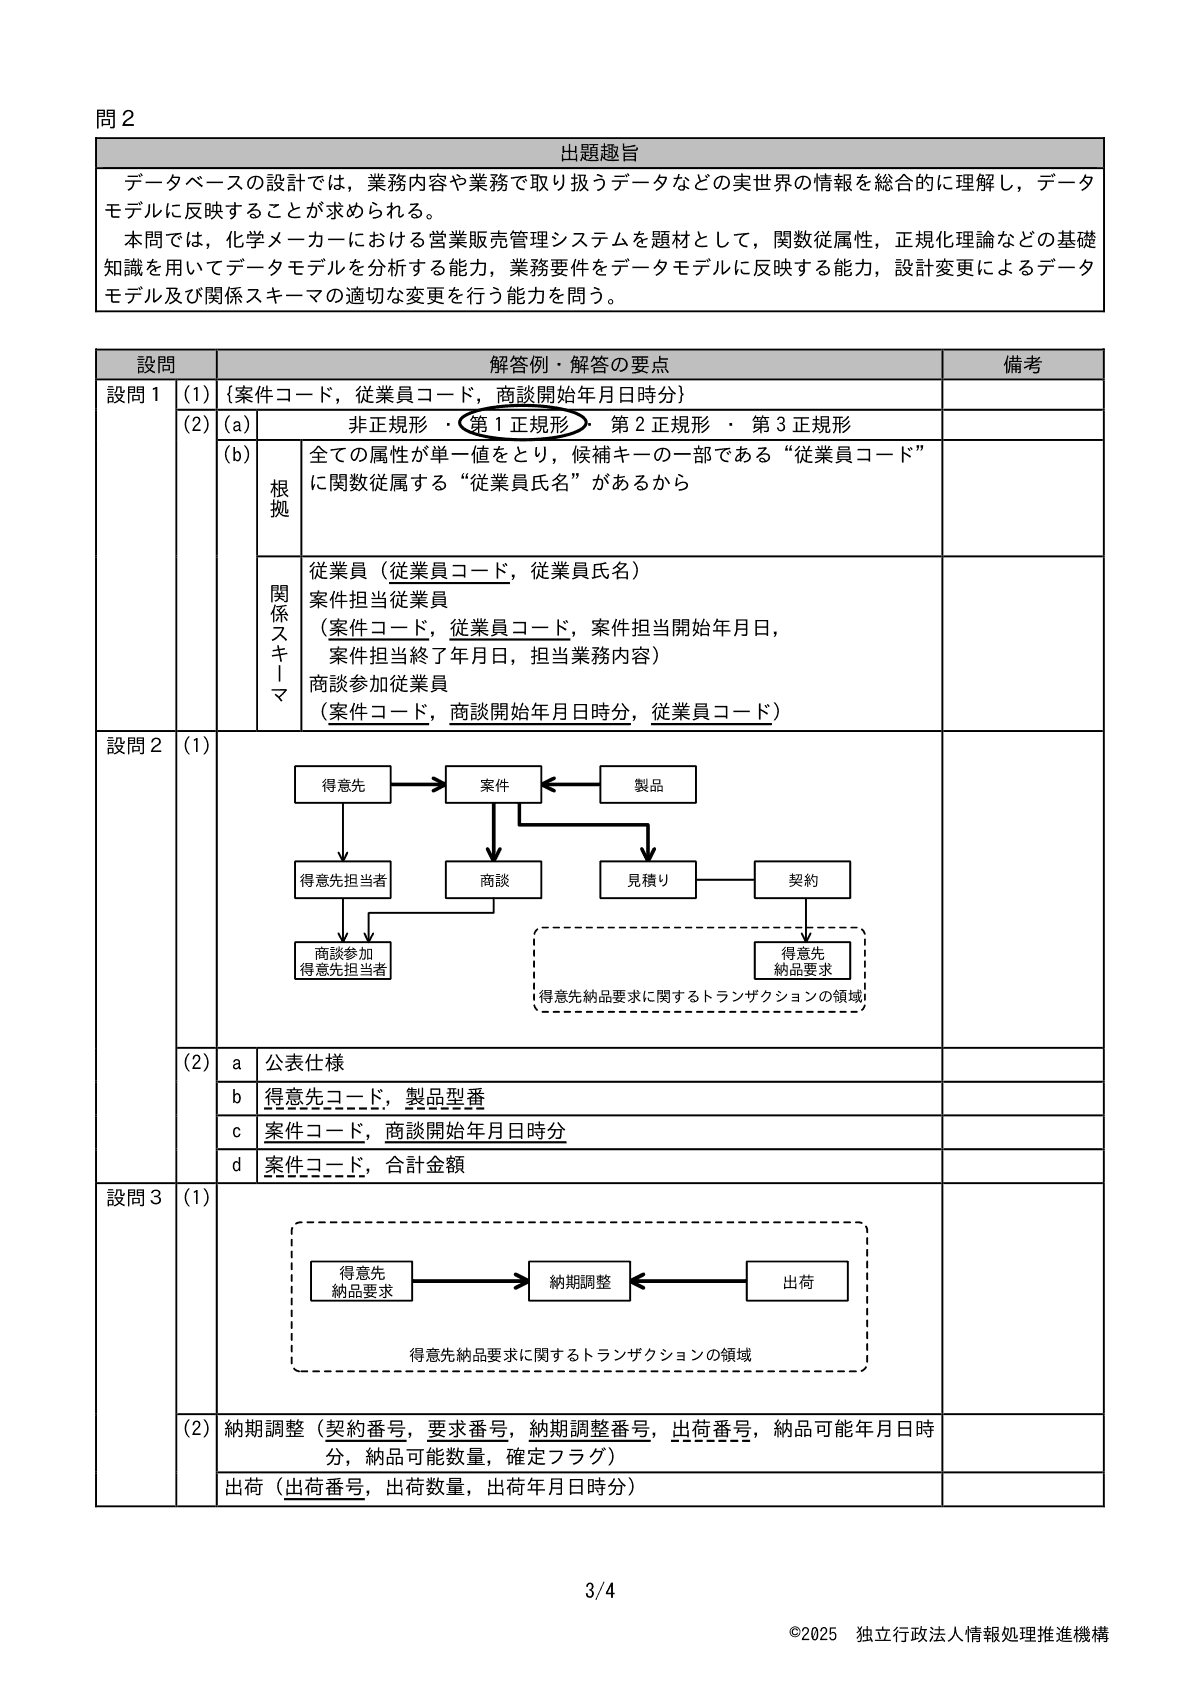 問２
出題趣旨
データベースの設計では，業務内容や業務で取り扱うデータなどの実世界の情報を総合的に理解し，データ
モデルに反映することが求められる。
本問では，化学メーカーにおける営業販売管理システムを題材として，関数従属性，正規化理論などの基礎
知識を用いてデータモデルを分析する能力，業務要件をデータモデルに反映する能力，設計変更によるデータ
モデル及び関係スキーマの適切な変更を行う能力を問う。
設問 解答例・解答の要点 備考
設問１ (1) {案件コード，従業員コード，商談開始年月日時分}
(2) (a) 非正規形 ・ 第１正規形 ・ 第２正規形 ・ 第３正規形
(b) 根拠 全ての属性が単一値をとり，候補キーの一部である“従業員コード”
に関数従属する“従業員氏名”があるから
関係スキーマ 従業員（従業員コード，従業員氏名）
案件担当従業員
（案件コード，従業員コード，案件担当開始年月日，
案件担当終了年月日，担当業務内容）
商談参加従業員
（案件コード，商談開始年月日時分，従業員コード）
設問２ (1)
得意先 案件 製品
得意先担当者 商談 見積り 契約
商談参加
得意先担当者
得意先
納品要求
得意先納品要求に関するトランザクションの領域
(2) a 公表仕様
b 得意先コード，製品型番
c 案件コード，商談開始年月日時分
d 案件コード，合計金額
設問３ (1)
得意先
納品要求
納期調整 出荷
得意先納品要求に関するトランザクションの領域
(2) 納期調整（契約番号，要求番号，納期調整番号，出荷番号，納品可能年月日時
分，納品可能数量，確定フラグ）
出荷（出荷番号，出荷数量，出荷年月日時分）
3/4
©2025 独立行政法人情報処理推進機構